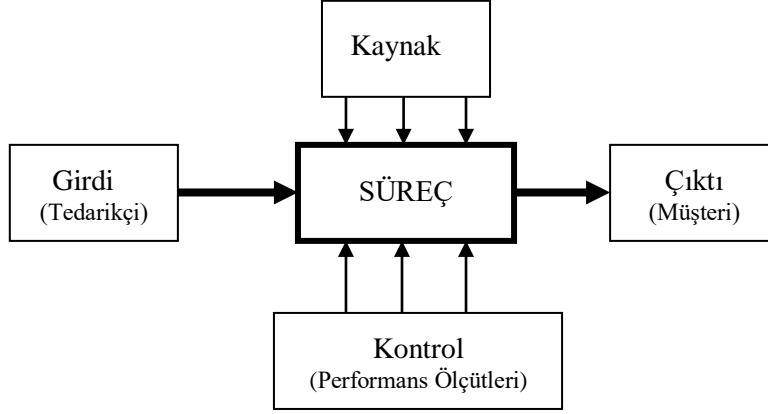 Kaynak
Girdi
(Tedarikçi)
SÜREÇ
Çıktı
(Müşteri)
Kontrol
(Performans Ölçütleri)